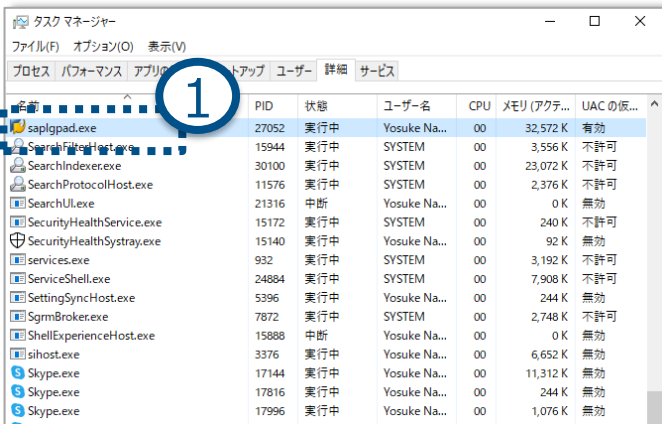 タスク マネージャー
ファイル(F) オプション(O) 表示(V)
プロセス パフォーマンス アプリの トアップ ユーザー 詳細 サービス
1
名前 PID 状態 ユーザー名 CPU メモリ (アクテ... UAC の仮...
saplgpad.exe 27052 実行中 Yosuke Na... 00 32,572 K 有効
SearchFilterHost.exe 15944 実行中 SYSTEM 00 3,556 K 不許可
SearchIndexer.exe 30100 実行中 SYSTEM 00 23,072 K 不許可
SearchProtocolHost.exe 11576 実行中 SYSTEM 00 2,376 K 不許可
SearchUI.exe 21316 中断 Yosuke Na... 00 0 K 無効
SecurityHealthService.exe 15172 実行中 SYSTEM 00 240 K 不許可
SecurityHealthSystray.exe 15140 実行中 Yosuke Na... 00 92 K 無効
services.exe 932 実行中 SYSTEM 00 3,192 K 不許可
ServiceShell.exe 24884 実行中 SYSTEM 00 7,908 K 不許可
SettingSyncHost.exe 5396 実行中 Yosuke Na... 00 244 K 無効
SgrmBroker.exe 7872 実行中 SYSTEM 00 2,748 K 不許可
ShellExperienceHost.exe 15888 中断 Yosuke Na... 00 0 K 無効
sihost.exe 3376 実行中 Yosuke Na... 00 6,652 K 無効
Skype.exe 17144 実行中 Yosuke Na... 00 11,312 K 無効
Skype.exe 17816 実行中 Yosuke Na... 00 244 K 無効
Skype.exe 17996 実行中 Yosuke Na... 00 1,076 K 無効